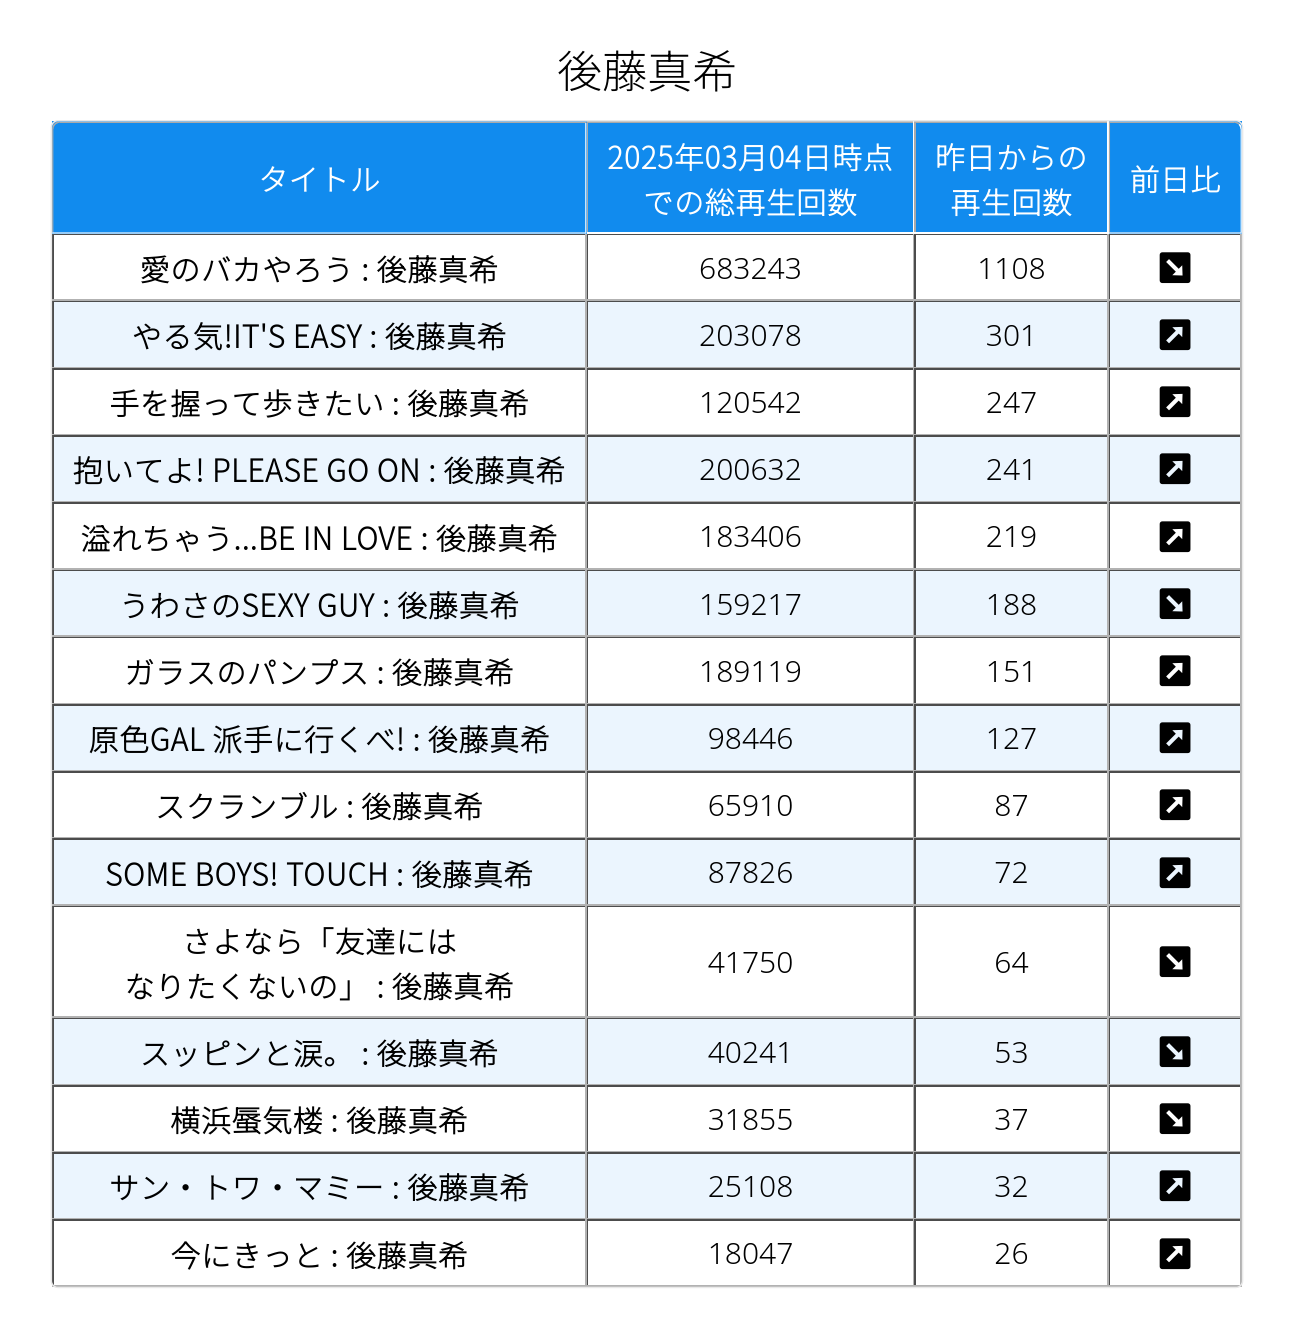 後藤真希
タイトル
2025年03月04日時点
での総再生回数
昨日からの
再生回数
前日比
愛のバカやろう : 後藤真希 683243 1108 ↘
やる気!IT'S EASY : 後藤真希 203078 301 ↗
手を握って歩きたい : 後藤真希 120542 247 ↗
抱いてよ! PLEASE GO ON : 後藤真希 200632 241 ↗
溢れちゃう...BE IN LOVE : 後藤真希 183406 219 ↗
うわさのSEXY GUY : 後藤真希 159217 188 ↘
ガラスのパンプス : 後藤真希 189119 151 ↗
原色GAL 派手に行くべ! : 後藤真希 98446 127 ↗
スクランブル : 後藤真希 65910 87 ↗
SOME BOYS! TOUCH : 後藤真希 87826 72 ↗
さよなら「友達には
なりたくないの」 : 後藤真希 41750 64 ↘
スッピンと涙。 : 後藤真希 40241 53 ↘
横浜蜃気楼 : 後藤真希 31855 37 ↘
サン・トワ・マミー : 後藤真希 25108 32 ↗
今にきっと : 後藤真希 18047 26 ↗